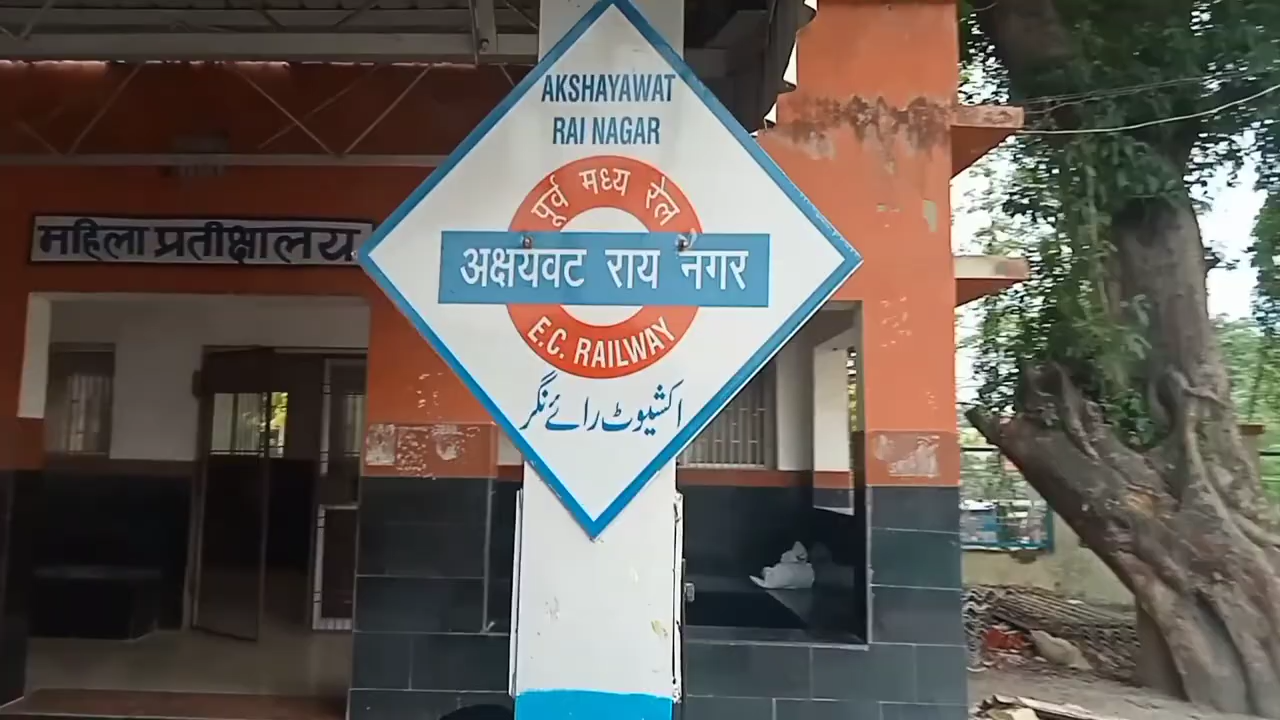 AKSHAYAWAT
RAI NAGAR
पूर्व मध्य रेल
महिला प्रतीक्षालय
अक्षयवट राय नगर
E.C. RAILWAY
اکشیوٹ رائے نگر